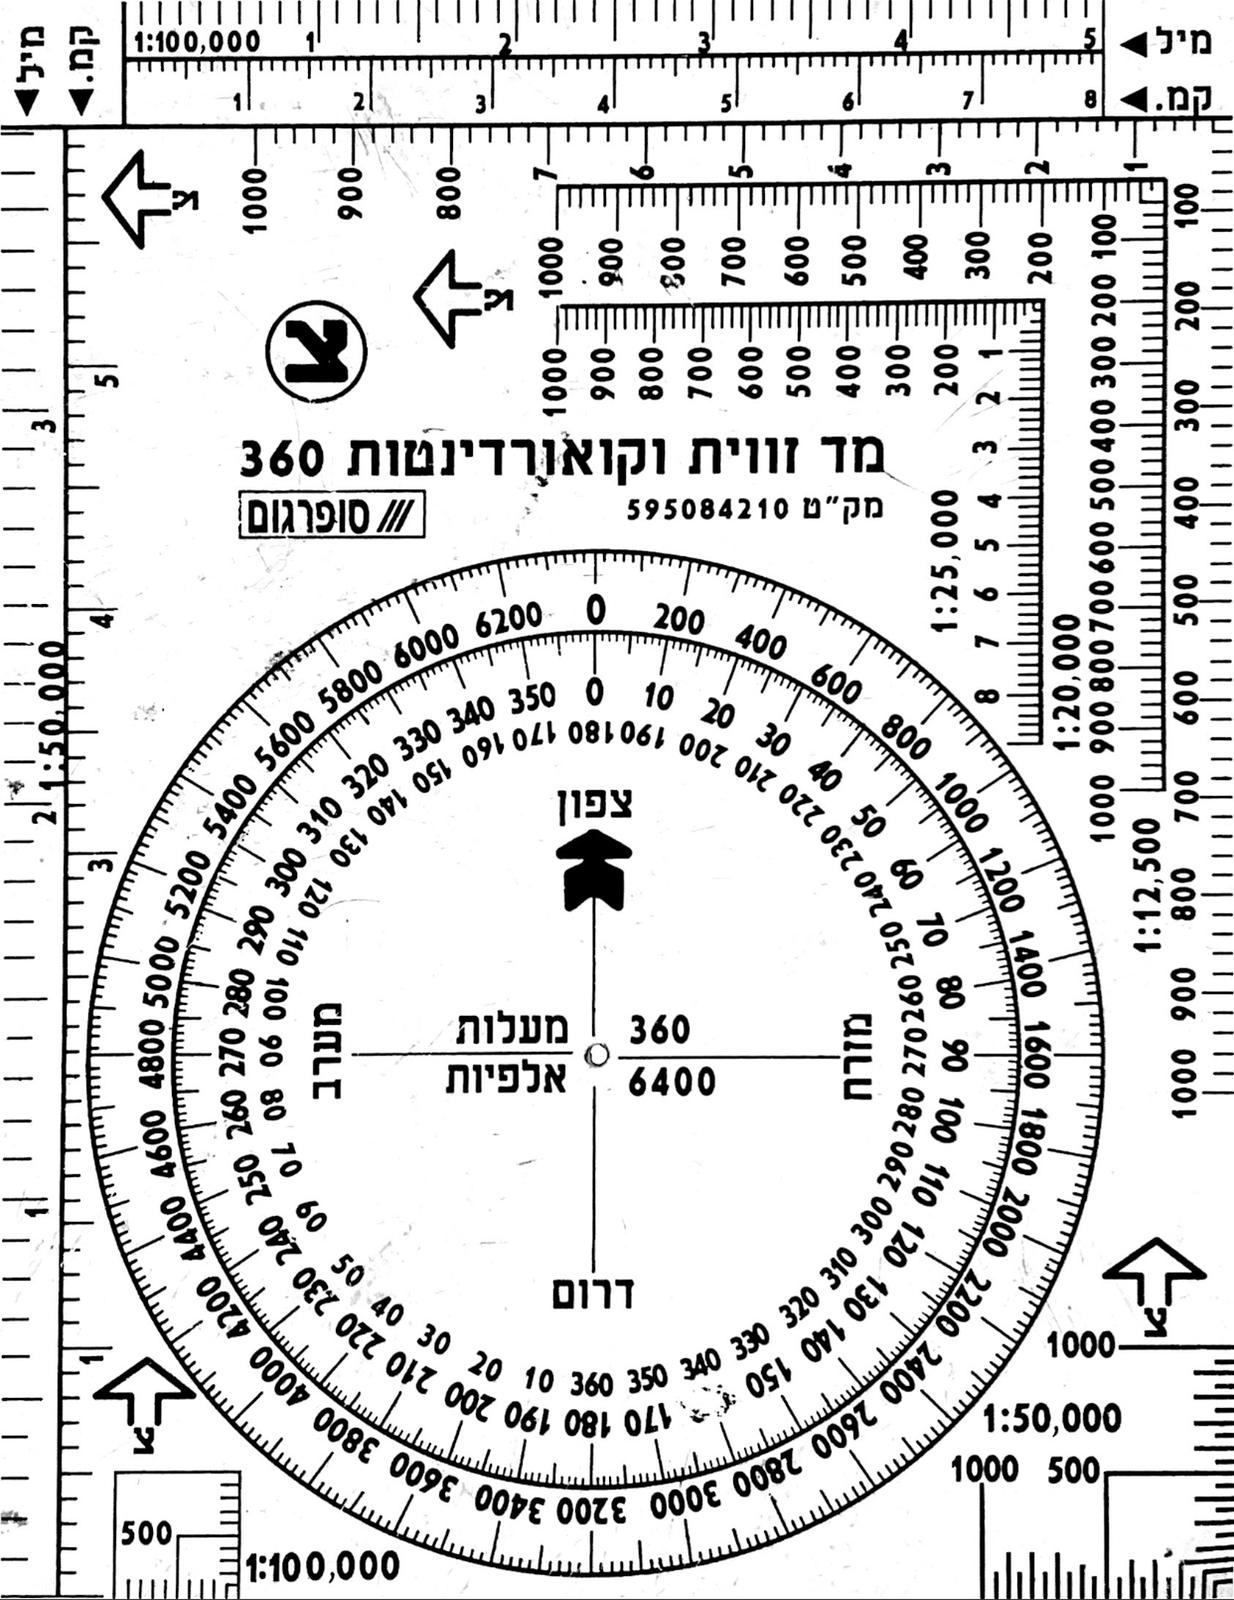 1:100,000 1 2 3 4 5 מיל
1 2 3 4 5 6 7 8 קמ.
מיל
קמ.
צ 1000 900 800 7 6 5 4 3 2 1
1000 900 800 700 600 500 400 300 200
צ
1000 900 800 700 600 500 400 300 200
1 2 3 4 5 6 7 8
1:25,000
100 200 300 400 500 600 700 800 900 1000
1:20,000
100 200 300 400 500 600 700 800 900 1000
1:12,500
מד זווית וקואורדינטות 360
סופרגום
מק"ט 595084210
5 4 3 1
3 2 1
1:50,000
0 200 400 600 800 1000 1200 1400 1600 1800 2000 2200 2400 2600 2800 3000 3200 3400 3600 3800 4000 4200 4400 4600 4800 5000 5200 5400 5600 5800 6000 6200
0 10 20 30 40 50 60 70 80 90 100 110 120 130 140 150 170 180 190 200 210 220 230 240 250 260 270 280 290 300 310 320 330 340 350
180 190 200 210 220 230 240 250 260 270 280 290 300 310 320 330 340 350 360 10 20 30 40 50 60 70 80 90 100 110 120 130 140 150 160 170
צפון
מערב
מזרח
מעלות 360
אלפיות 6400
דרום
צ
1000
1:50,000
1000 500
צ
500
1:100,000